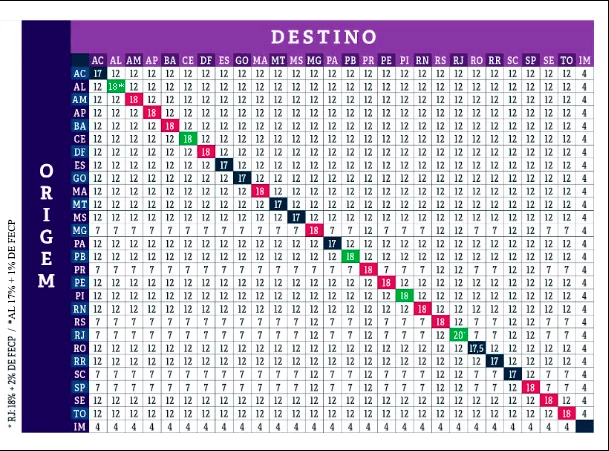 DESTINO
AC AL AM AP BA CE DF ES GO MA MT MS MG PA PB PR PE PI RN RS RJ RO RR SC SP SE TO IM
AC 17 12 12 12 12 12 12 12 12 12 12 12 12 12 12 12 12 12 12 12 12 12 12 12 12 12 12 4
AL 12 18* 12 12 12 12 12 12 12 12 12 12 12 12 12 12 12 12 12 12 12 12 12 12 12 12 12 4
AM 12 12 18 12 12 12 12 12 12 12 12 12 12 12 12 12 12 12 12 12 12 12 12 12 12 12 12 4
AP 12 12 12 18 12 12 12 12 12 12 12 12 12 12 12 12 12 12 12 12 12 12 12 12 12 12 12 4
BA 12 12 12 12 18 12 12 12 12 12 12 12 12 12 12 12 12 12 12 12 12 12 12 12 12 12 12 4
CE 12 12 12 12 12 18 12 12 12 12 12 12 12 12 12 12 12 12 12 12 12 12 12 12 12 12 12 4
DF 12 12 12 12 12 12 18 12 12 12 12 12 12 12 12 12 12 12 12 12 12 12 12 12 12 12 12 4
ES 12 12 12 12 12 12 12 17 12 12 12 12 12 12 12 12 12 12 12 12 12 12 12 12 12 12 12 4
GO 12 12 12 12 12 12 12 12 17 12 12 12 12 12 12 12 12 12 12 12 12 12 12 12 12 12 12 4
MA 12 12 12 12 12 12 12 12 12 18 12 12 12 12 12 12 12 12 12 12 12 12 12 12 12 12 12 4
MT 12 12 12 12 12 12 12 12 12 12 17 12 12 12 12 12 12 12 12 12 12 12 12 12 12 12 12 4
MS 12 12 12 12 12 12 12 12 12 12 12 17 12 12 12 12 12 12 12 12 12 12 12 12 12 12 12 4
MG 7 7 7 7 7 7 7 7 7 7 7 7 18 7 7 12 7 7 7 12 12 7 7 12 12 7 7 4
PA 12 12 12 12 12 12 12 12 12 12 12 12 12 17 12 12 12 12 12 12 12 12 12 12 12 12 12 4
PB 12 12 12 12 12 12 12 12 12 12 12 12 12 12 18 12 12 12 12 12 12 12 12 12 12 12 12 4
PR 7 7 7 7 7 7 7 7 7 7 7 7 12 7 7 18 7 7 7 12 12 7 7 12 12 7 7 4
PE 12 12 12 12 12 12 12 12 12 12 12 12 12 12 12 12 18 12 12 12 12 12 12 12 12 12 12 4
PI 12 12 12 12 12 12 12 12 12 12 12 12 12 12 12 12 12 18 12 12 12 12 12 12 12 12 12 4
RN 12 12 12 12 12 12 12 12 12 12 12 12 12 12 12 12 12 12 18 12 12 12 12 12 12 12 12 4
RS 7 7 7 7 7 7 7 7 7 7 7 7 12 7 7 12 7 7 7 18 12 7 7 12 12 7 7 4
RJ 7 7 7 7 7 7 7 7 7 7 7 7 12 7 7 12 7 7 7 12 20* 7 7 12 12 7 7 4
RO 12 12 12 12 12 12 12 12 12 12 12 12 12 12 12 12 12 12 12 12 12 17,5 12 12 12 12 12 4
RR 12 12 12 12 12 12 12 12 12 12 12 12 12 12 12 12 12 12 12 12 12 12 17 12 12 12 12 4
SC 7 7 7 7 7 7 7 7 7 7 7 7 12 7 7 12 7 7 7 12 12 7 7 17 12 7 7 4
SP 7 7 7 7 7 7 7 7 7 7 7 7 12 7 7 12 7 7 7 12 12 7 7 12 18 7 7 4
SE 12 12 12 12 12 12 12 12 12 12 12 12 12 12 12 12 12 12 12 12 12 12 12 12 12 18 12 4
TO 12 12 12 12 12 12 12 12 12 12 12 12 12 12 12 12 12 12 12 12 12 12 12 12 12 12 18 4
IM 4 4 4 4 4 4 4 4 4 4 4 4 4 4 4 4 4 4 4 4 4 4 4 4 4 4 4
ORIGEM
* RJ: 18% + 2% DE FECP / *AL 17% + 1% DE FECP